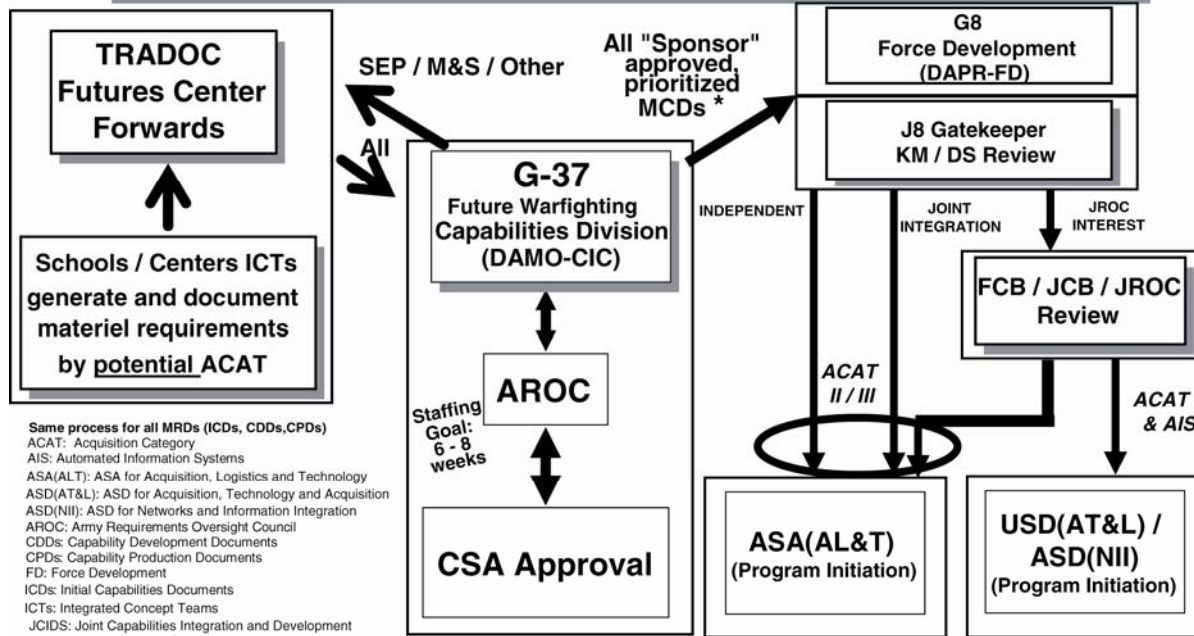 TRADOC
Futures Center
Forwards
Schools / Centers ICTs
generate and document
materiel requirements
by potential ACAT
SEP / M&S / Other
All
All "Sponsor"
approved,
prioritized
MCDs *
G-37
Future Warfighting
Capabilities Division
(DAMO-CIC)
AROC
Staffing
Goal:
6 - 8
weeks
CSA Approval
G8
Force Development
(DAPR-FD)
J8 Gatekeeper
KM / DS Review
INDEPENDENT
JOINT
INTEGRATION
JROC
INTEREST
FCB / JCB / JROC
Review
ACAT
II / III
ACAT
& AIS
ASA(AL&T)
(Program Initiation)
USD(AT&L) /
ASD(NII)
(Program Initiation)
Same process for all MRDs (ICDs, CDDs,CPDs)
ACAT: Acquisition Category
AIS: Automated Information Systems
ASA(ALT): ASA for Acquisition, Logistics and Technology
ASD(AT&L): ASD for Acquisition, Technology and Acquisition
ASD(NII): ASD for Networks and Information Integration
AROC: Army Requirements Oversight Council
CDDs: Capability Development Documents
CPDs: Capability Production Documents
FD: Force Development
ICDs: Initial Capabilities Documents
ICTs: Integrated Concept Teams
JCIDS: Joint Capabilities Integration and Development